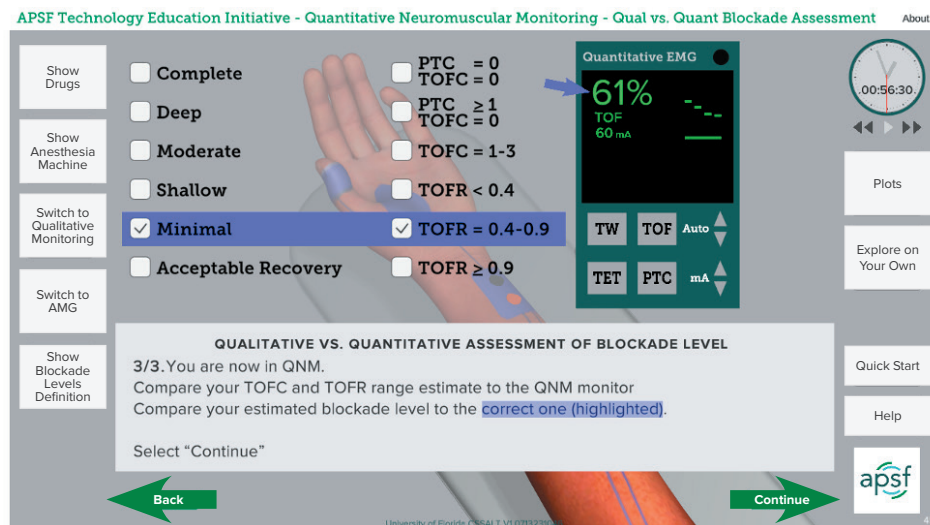 APSF Technology Education Initiative - Quantitative Neuromuscular Monitoring - Qual vs. Quant Blockade Assessment
About
Show
Drugs
Show
Anesthesia
Machine
Switch to
Qualitative
Monitoring
Switch to
AMG
Show
Blockade
Levels
Definition
Complete
PTC = 0
TOFC = 0
Deep
PTC ≥ 1
TOFC = 0
Moderate
TOFC = 1-3
Shallow
TOFR < 0.4
Minimal
TOFR = 0.4-0.9
Acceptable Recovery
TOFR ≥ 0.9
Quantitative EMG
61%
TOF
60 mA
TW
TOF
Auto
TET
PTC
mA
00:56:30
Plots
Explore on
Your Own
Quick Start
Help
apsf
QUALITATIVE VS. QUANTITATIVE ASSESSMENT OF BLOCKADE LEVEL
3/3. You are now in QNM.
Compare your TOFC and TOFR range estimate to the QNM monitor
Compare your estimated blockade level to the correct one (highlighted).
Select “Continue”
Back
Continue
University of Florida
4